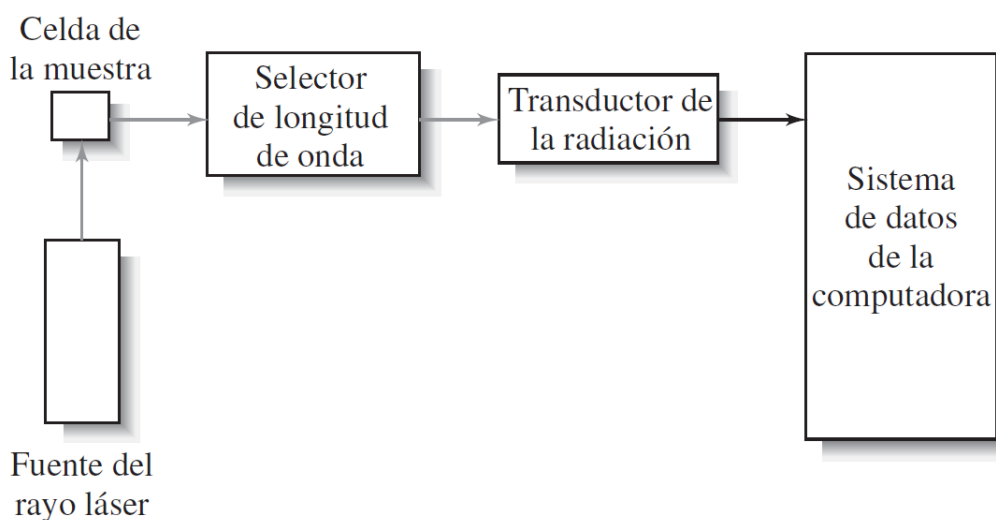 Celda de
la muestra
Selector
de longitud
de onda
Transductor de
la radiación
Sistema
de datos
de la
computadora
Fuente del
rayo láser